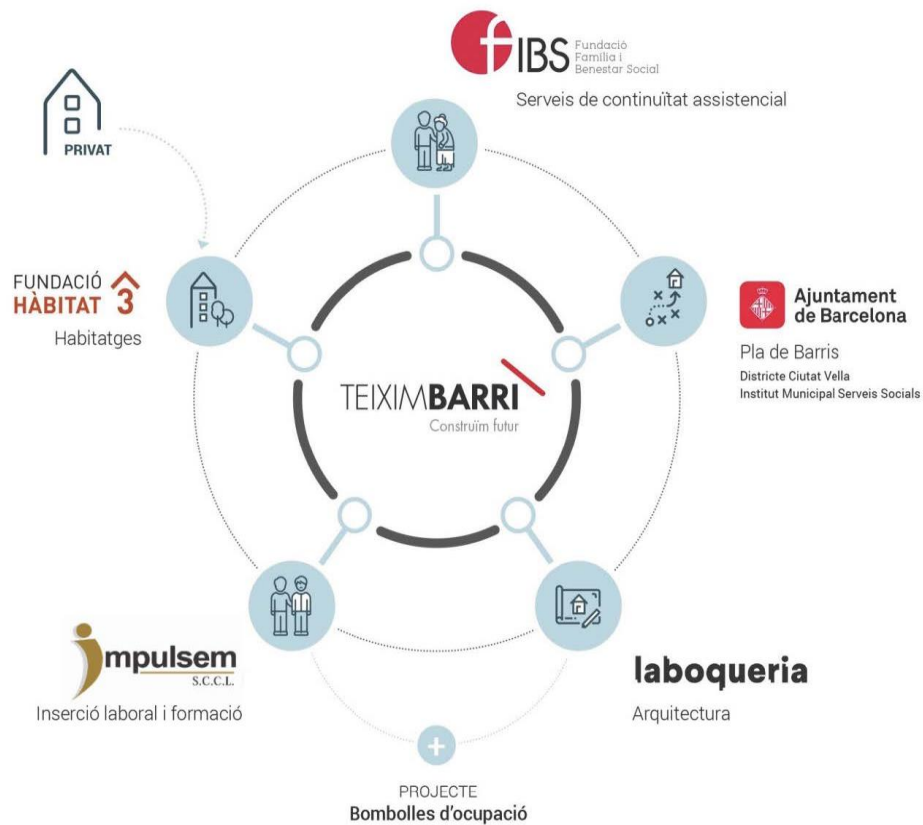 fIBS
Fundació
Família i
Benestar Social
Serveis de continuïtat assistencial
PRIVAT
FUNDACIÓ
HÀBITAT 3
Habitatges
Ajuntament
de Barcelona
Pla de Barris
Districte Ciutat Vella
Institut Municipal Serveis Socials
TEIXIMBARRI
Construïm futur
impulsem
S.C.C.L.
Inserció laboral i formació
laboqueria
Arquitectura
+
PROJECTE
Bombolles d'ocupació